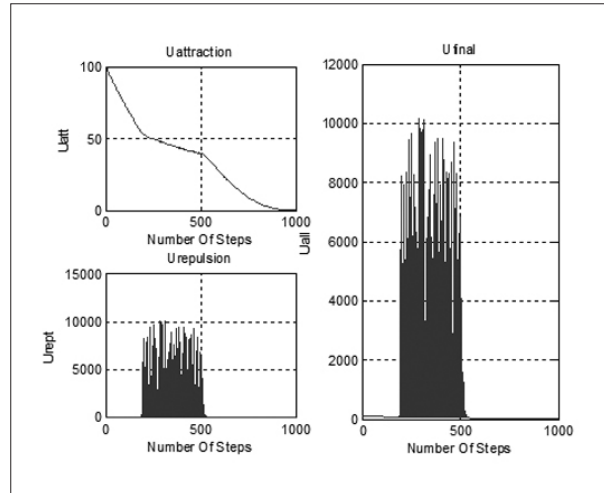 Uattraction
100
50
0
Uatt
0 500 1000
Number Of Steps
Urepulsion
15000
10000
5000
0
Urept
0 500 1000
Number Of Steps
Ufinal
12000
10000
8000
6000
4000
2000
0
Uall
0 500 1000
Number Of Steps